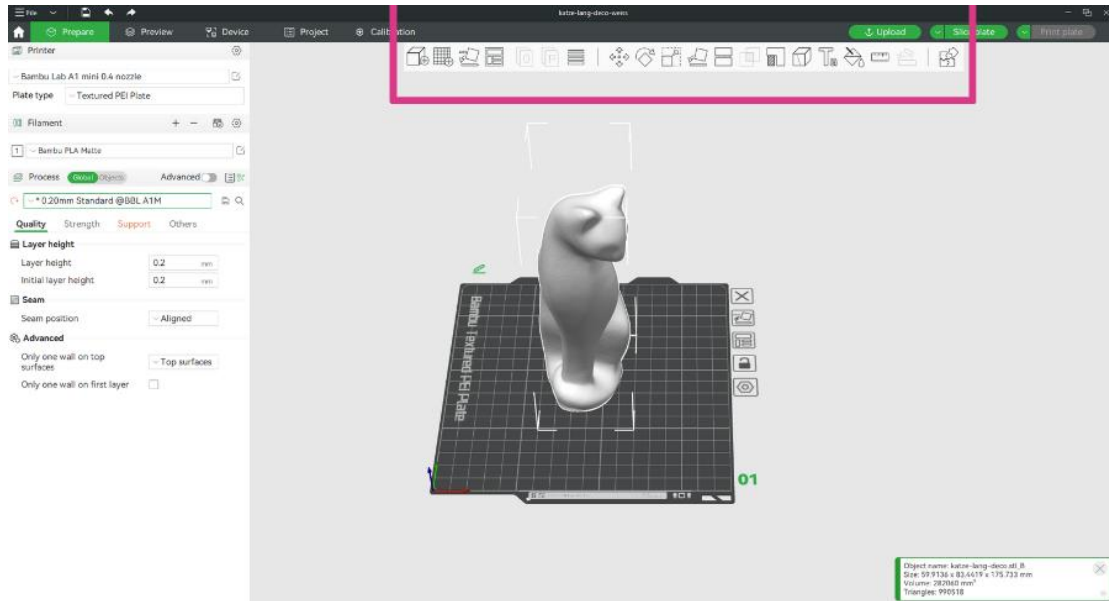 File
katze-lang-deco-weiss
Prepare
Preview
Device
Project
Calibration
Upload
Slice plate
Print plate
Printer
Bambu Lab A1 mini 0.4 nozzle
Plate type
Textured PEI Plate
Filament
1 Bambu PLA Matte
Process Global Objects Advanced
* 0.20mm Standard @BBL A1M
Quality Strength Support Others
Layer height
Layer height 0.2 mm
Initial layer height 0.2 mm
Seam
Seam position Aligned
Advanced
Only one wall on top
surfaces
Top surfaces
Only one wall on first layer
Bambu Textured PEI Plate
01
Object name: katze-lang-deco.stl_8
Size: 59.9136 x 83.4419 x 175.733 mm
Volume: 282060 mm³
Triangles: 990518